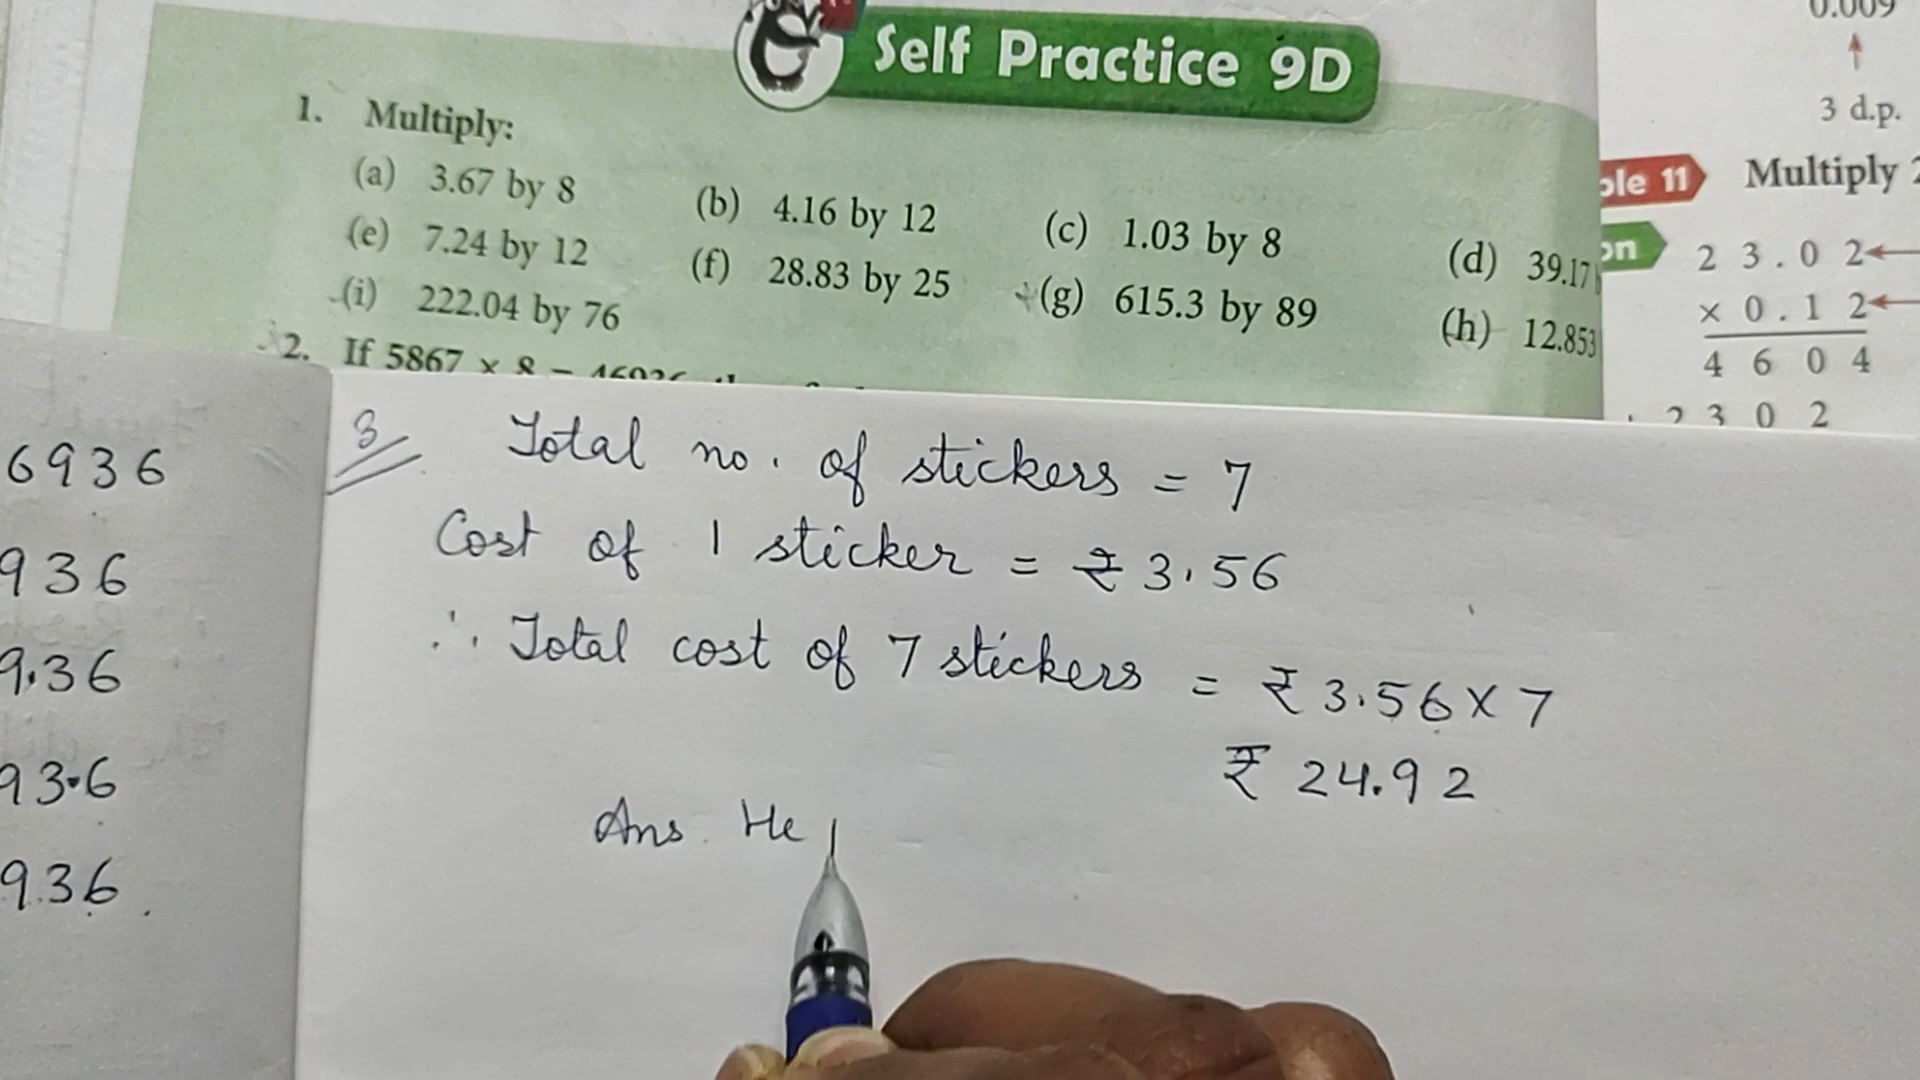 Self Practice 9D
1. Multiply:
(a) 3.67 by 8 (b) 4.16 by 12 (c) 1.03 by 8 (d) 39.17
(e) 7.24 by 12 (f) 28.83 by 25 (g) 615.3 by 89 (h) 12.853
(i) 222.04 by 76
2. If 5867 × 8 =
0.009
↑
3 d.p.
ple 11 Multiply
on 2 3 . 0 2 ←
× 0 . 1 2 ←
4 6 0 4
2 3 0 2
6936
936
9.36
93.6
936.
3 Total no. of stickers = 7
Cost of 1 sticker = ₹ 3.56
∴ Total cost of 7 stickers = ₹ 3.56 × 7
₹ 24.92
Ans. He